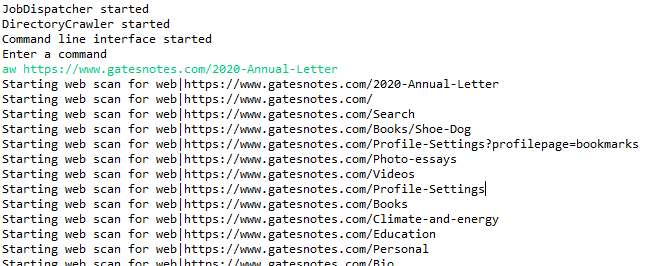 JobDispatcher started
DirectoryCrawler started
Command line interface started
Enter a command
aw https://www.gatesnotes.com/2020-Annual-Letter
Starting web scan for web|https://www.gatesnotes.com/2020-Annual-Letter
Starting web scan for web|https://www.gatesnotes.com/
Starting web scan for web|https://www.gatesnotes.com/Search
Starting web scan for web|https://www.gatesnotes.com/Books/Shoe-Dog
Starting web scan for web|https://www.gatesnotes.com/Profile-Settings?profilepage=bookmarks
Starting web scan for web|https://www.gatesnotes.com/Photo-essays
Starting web scan for web|https://www.gatesnotes.com/Videos
Starting web scan for web|https://www.gatesnotes.com/Profile-Settings
Starting web scan for web|https://www.gatesnotes.com/Books
Starting web scan for web|https://www.gatesnotes.com/Climate-and-energy
Starting web scan for web|https://www.gatesnotes.com/Education
Starting web scan for web|https://www.gatesnotes.com/Personal
Starting web scan for web|https://www.gatesnotes.com/Bio